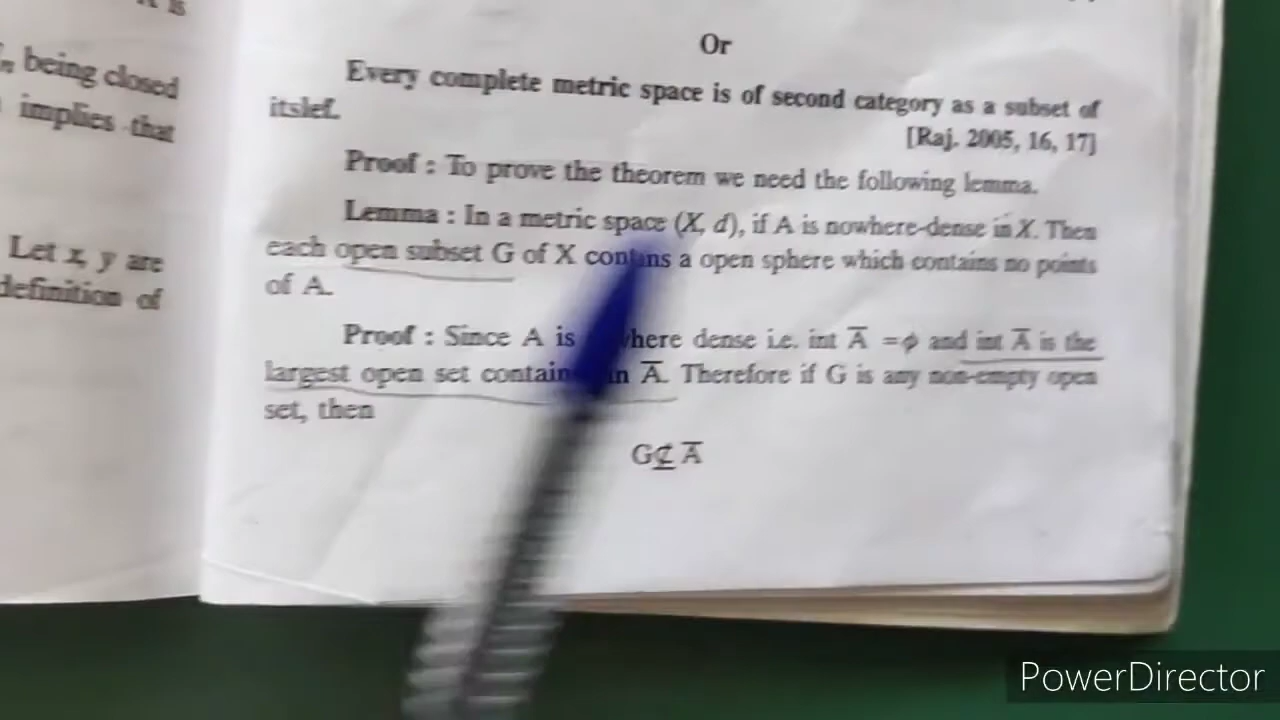 is
being closed
implies that
Let x, y are
definition of
Or
Every complete metric space is of second category as a subset of
itslef.
[Raj. 2005, 16, 17]
Proof : To prove the theorem we need the following lemma.
Lemma : In a metric space (X, d), if A is nowhere-dense in X. Then
each open subset G of X contains a open sphere which contains no points
of A.
Proof : Since A is where dense i.e. int A̅ = ϕ and int A̅ is the
largest open set contain in A̅. Therefore if G is any non-empty open
set, then
G⊈ A̅
PowerDirector